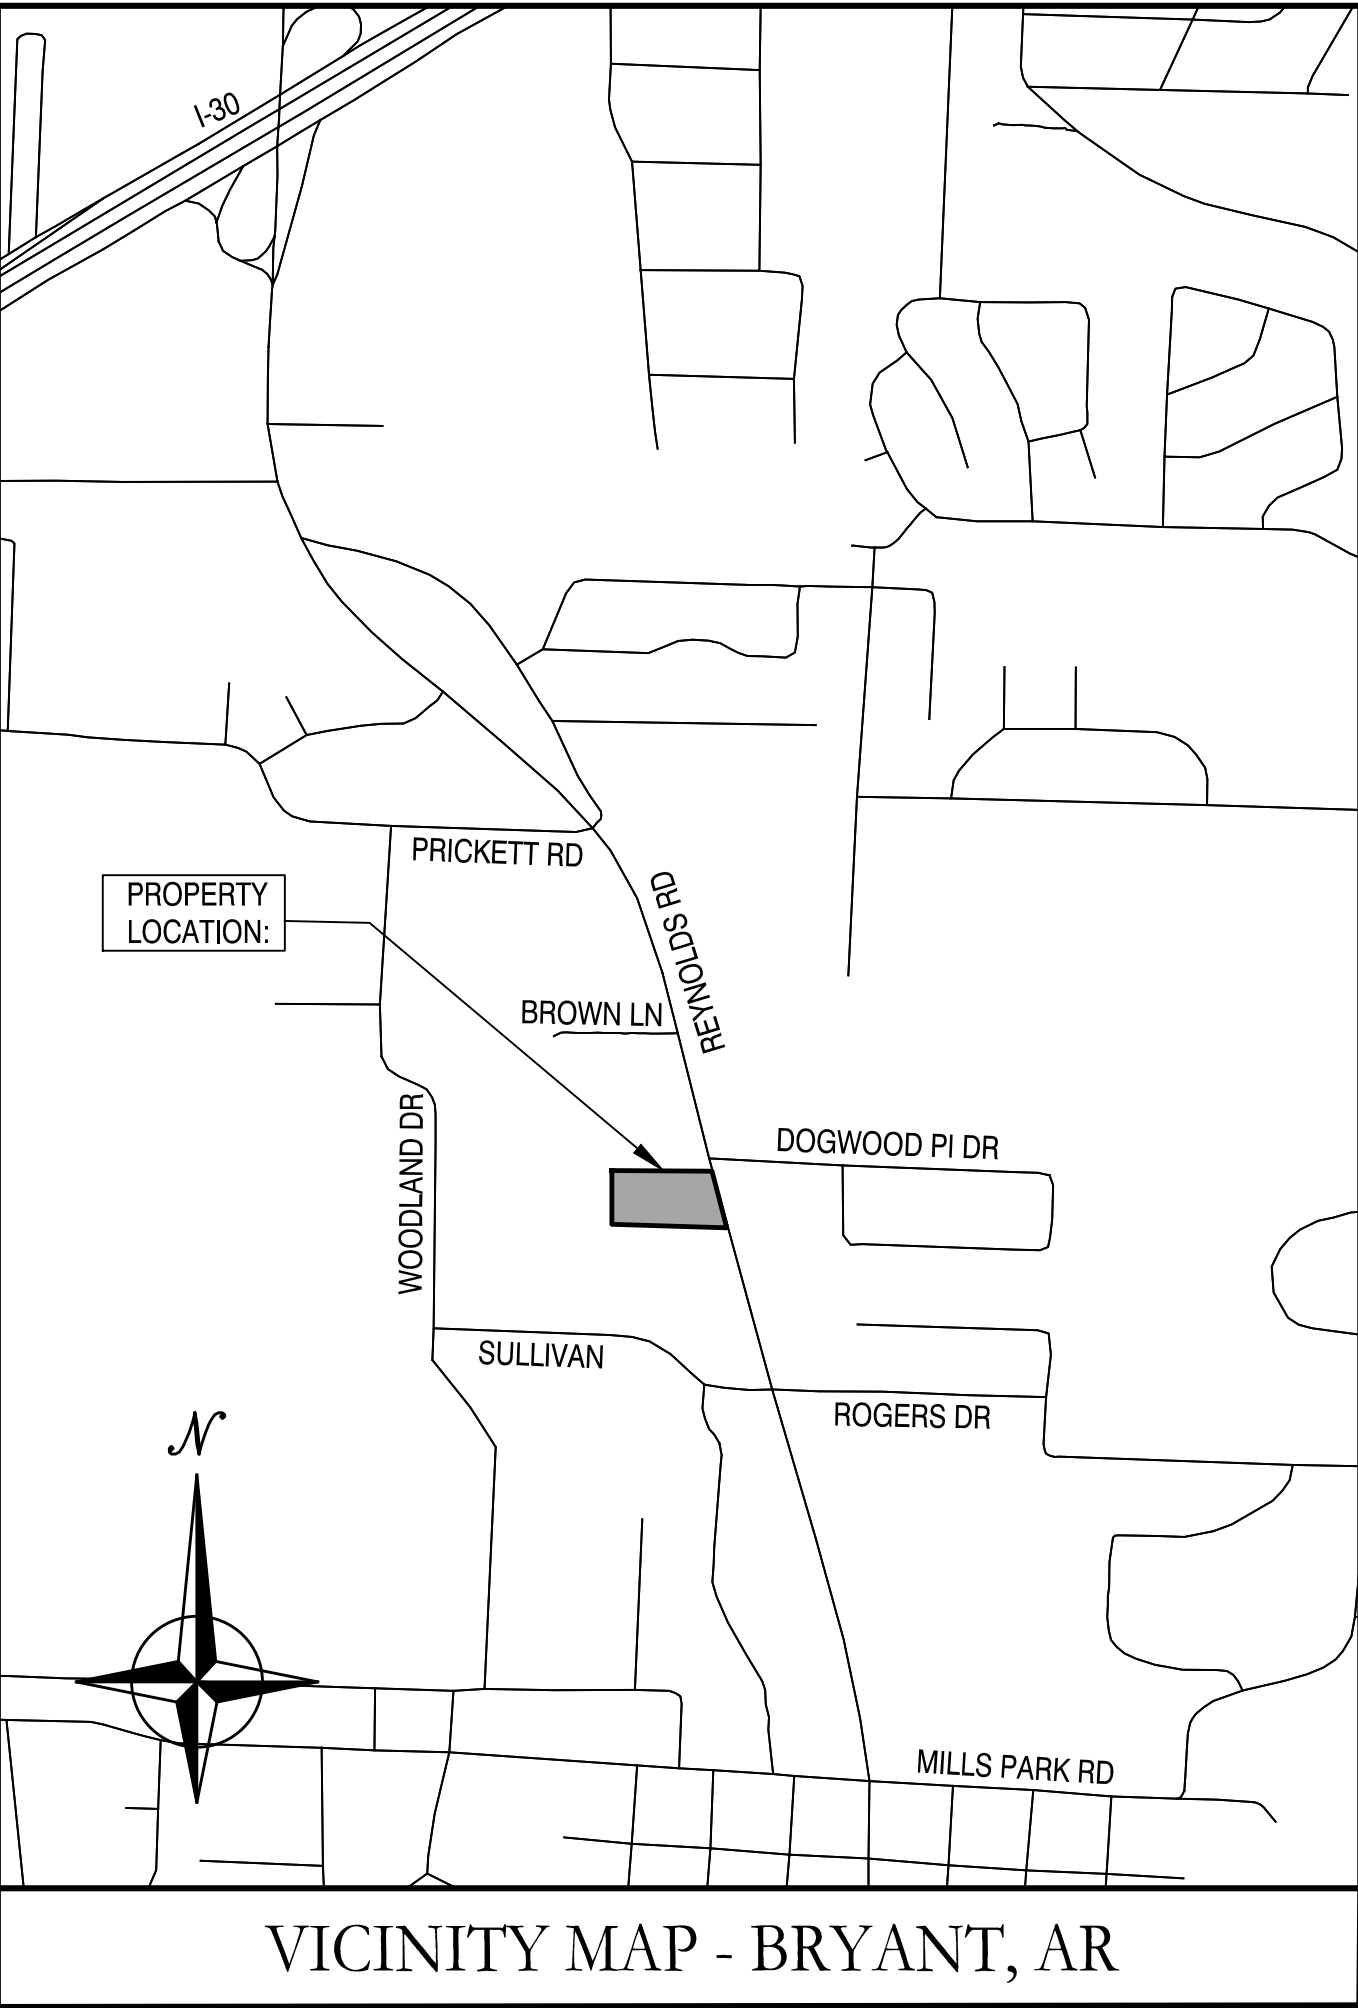 I-30
PRICKETT RD
PROPERTY
LOCATION:
REYNOLDS RD
BROWN LN
WOODLAND DR
DOGWOOD PI DR
SULLIVAN
ROGERS DR
N
MILLS PARK RD
VICINITY MAP - BRYANT, AR